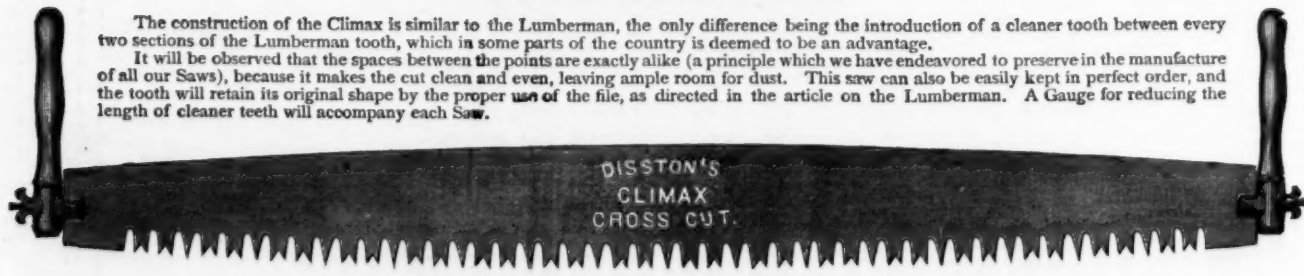 The construction of the Climax is similar to the Lumberman, the only difference being the introduction of a cleaner tooth between every
two sections of the Lumberman tooth, which in some parts of the country is deemed to be an advantage.
It will be observed that the spaces between the points are exactly alike (a principle which we have endeavored to preserve in the manufacture
of all our Saws), because it makes the cut clean and even, leaving ample room for dust. This saw can also be easily kept in perfect order, and
the tooth will retain its original shape by the proper use of the file, as directed in the article on the Lumberman. A Gauge for reducing the
length of cleaner teeth will accompany each Saw.
DISSTON'S
CLIMAX
CROSS CUT.